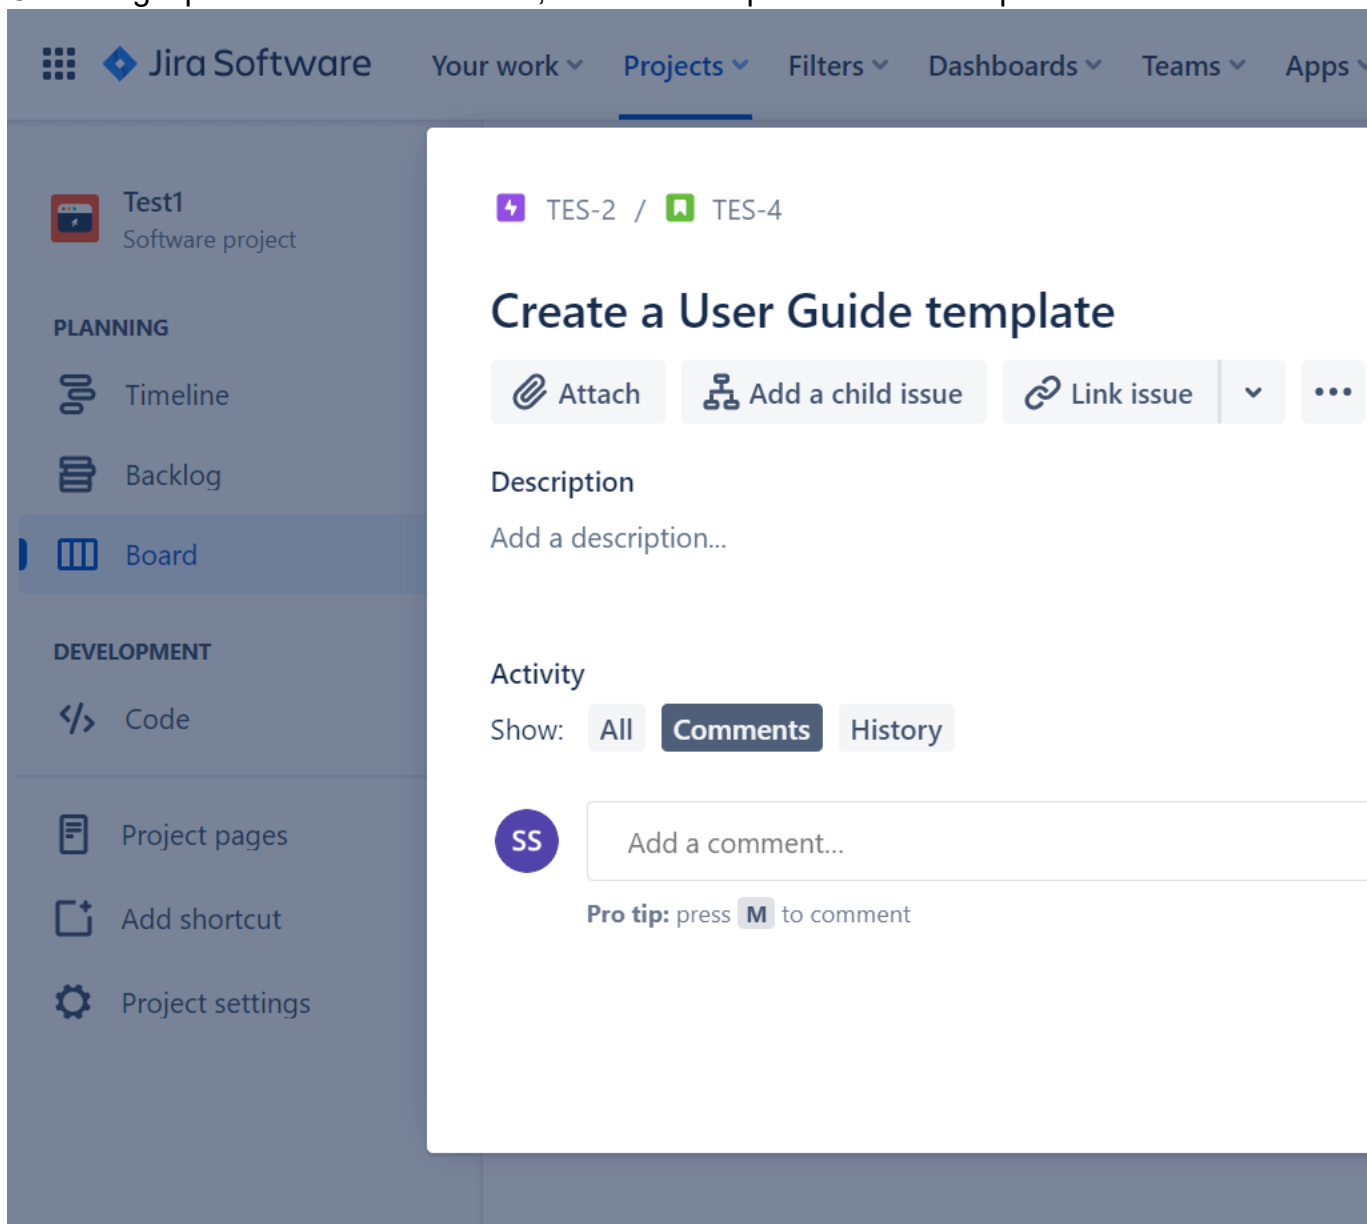 Jira Software Your work Projects Filters Dashboards Teams Apps
Test1
Software project
PLANNING
Timeline
Backlog
Board
DEVELOPMENT
Code
Project pages
Add shortcut
Project settings
TES-2 / TES-4
Create a User Guide template
Attach Add a child issue Link issue
Description
Add a description...
Activity
Show: All Comments History
SS Add a comment...
Pro tip: press M to comment